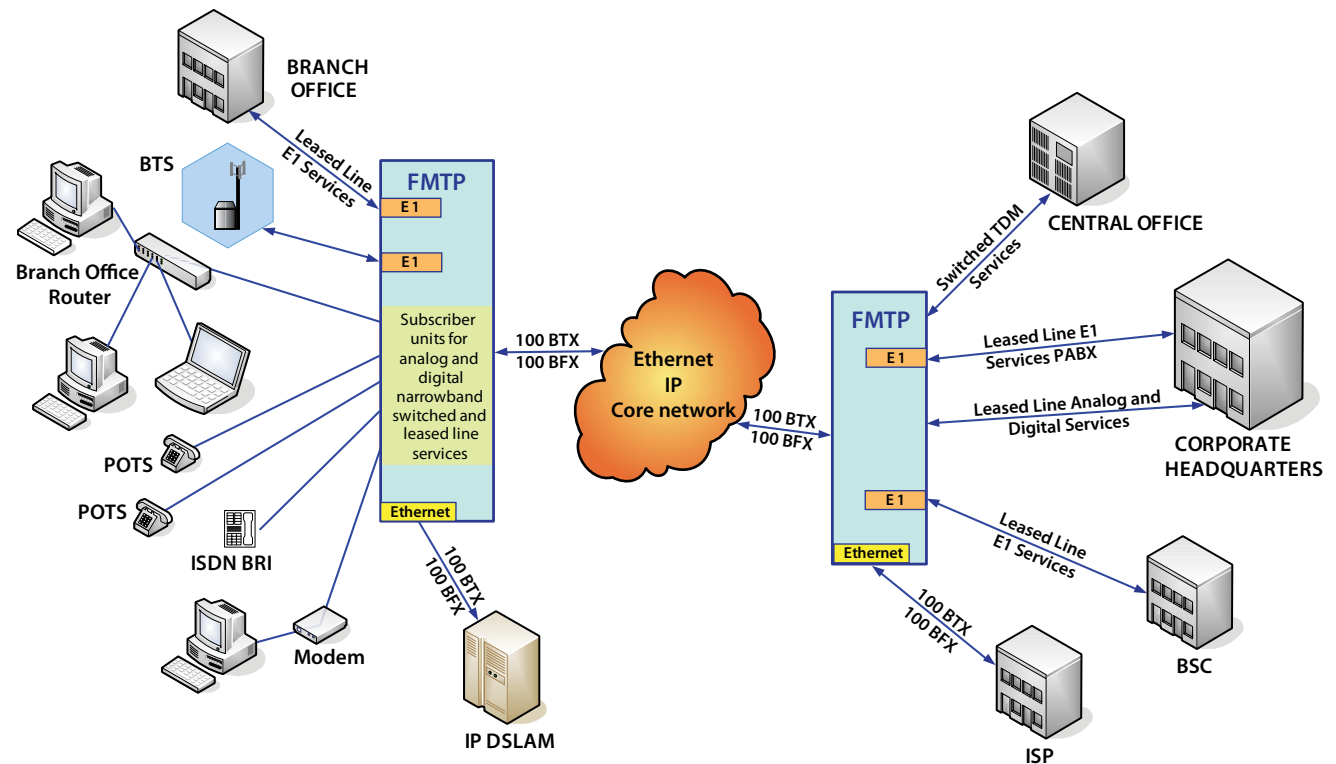 BRANCH
OFFICE
Leased Line
E1 Services
BTS
Branch Office
Router
POTS
POTS
ISDN BRI
Modem
FMTP
E 1
E 1
Subscriber
units for
analog and
digital
narrowband
switched and
leased line
services
Ethernet
100 BTX
100 BFX
IP DSLAM
100 BTX
100 BFX
Ethernet
IP
Core network
100 BTX
100 BFX
FMTP
E 1
E 1
Ethernet
Switched TDM
Services
CENTRAL OFFICE
Leased Line E1
Services PABX
Leased Line Analog and
Digital Services
CORPORATE
HEADQUARTERS
Leased Line
E1 Services
BSC
100 BTX
100 BFX
ISP